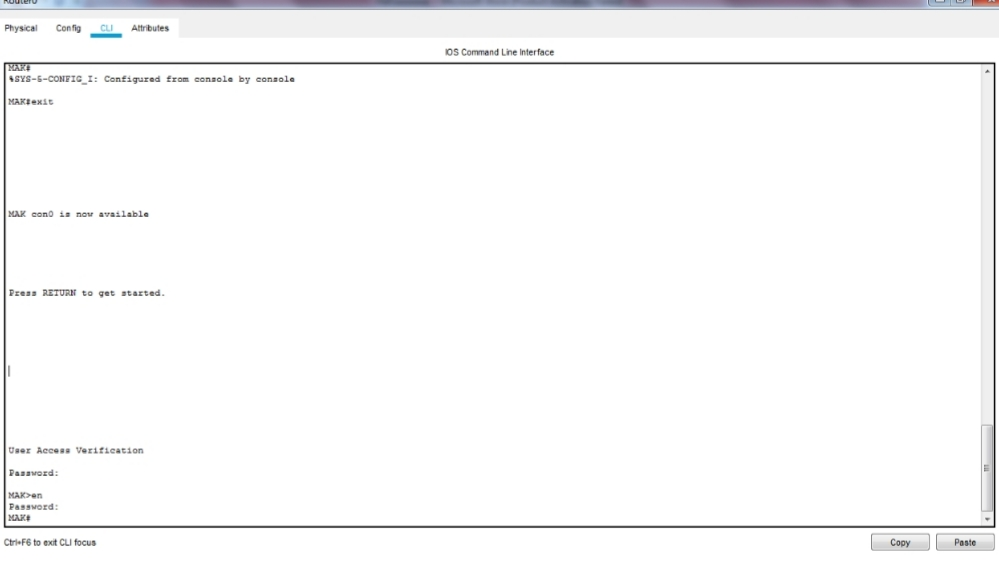 Router0
Physical Config CLI Attributes
IOS Command Line Interface
MAK#
%SYS-5-CONFIG_I: Configured from console by console
MAK#exit
MAK con0 is now available
Press RETURN to get started.
User Access Verification
Password:
MAK>en
Password:
MAK#
Ctrl+F6 to exit CLI focus
Copy Paste